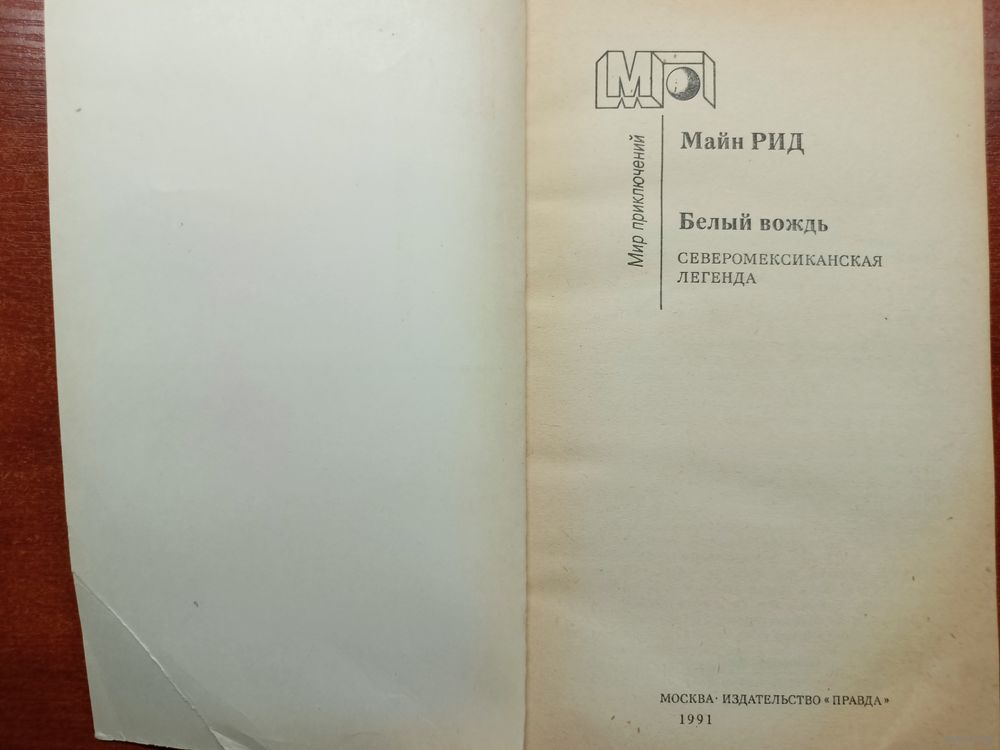 МП
Мир приключений
Майн РИД
Белый вождь
СЕВЕРОМЕКСИКАНСКАЯ
ЛЕГЕНДА
МОСКВА· ИЗДАТЕЛЬСТВО «ПРАВДА»
1991